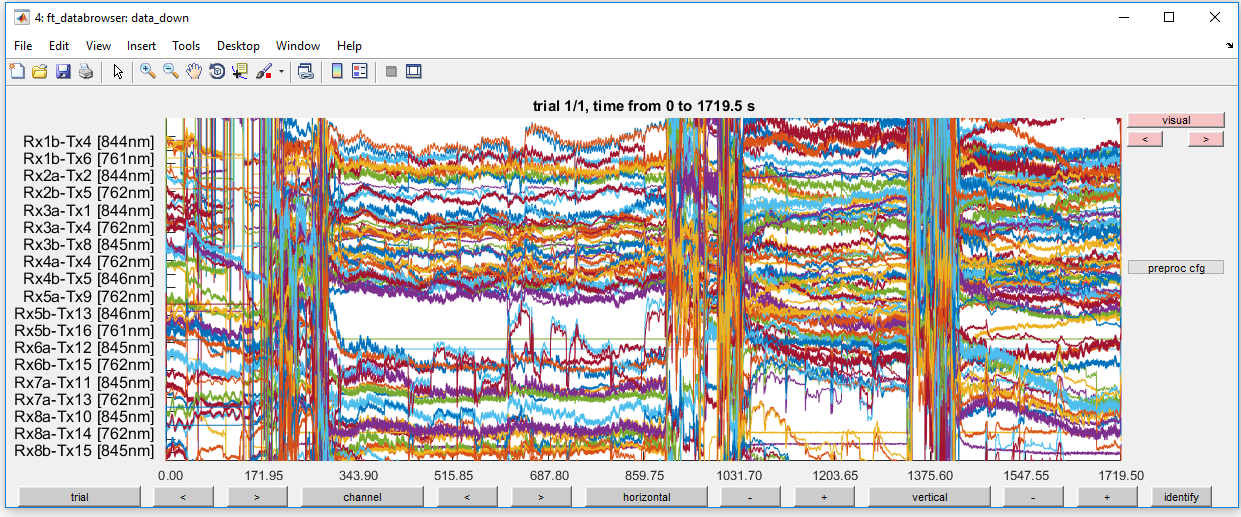 4: ft_databrowser: data_down
File Edit View Insert Tools Desktop Window Help
trial 1/1, time from 0 to 1719.5 s
visual
< >
preproc cfg
Rx1b-Tx4 [844nm]
Rx1b-Tx6 [761nm]
Rx2a-Tx2 [844nm]
Rx2b-Tx5 [762nm]
Rx3a-Tx1 [844nm]
Rx3a-Tx4 [762nm]
Rx3b-Tx8 [845nm]
Rx4a-Tx4 [762nm]
Rx4b-Tx5 [846nm]
Rx5a-Tx9 [762nm]
Rx5b-Tx13 [846nm]
Rx5b-Tx16 [761nm]
Rx6a-Tx12 [845nm]
Rx6b-Tx15 [762nm]
Rx7a-Tx11 [845nm]
Rx7a-Tx13 [762nm]
Rx8a-Tx10 [845nm]
Rx8a-Tx14 [762nm]
Rx8b-Tx15 [845nm]
0.00 171.95 343.90 515.85 687.80 859.75 1031.70 1203.65 1375.60 1547.55 1719.50
trial < > channel < > horizontal - + vertical - + identify